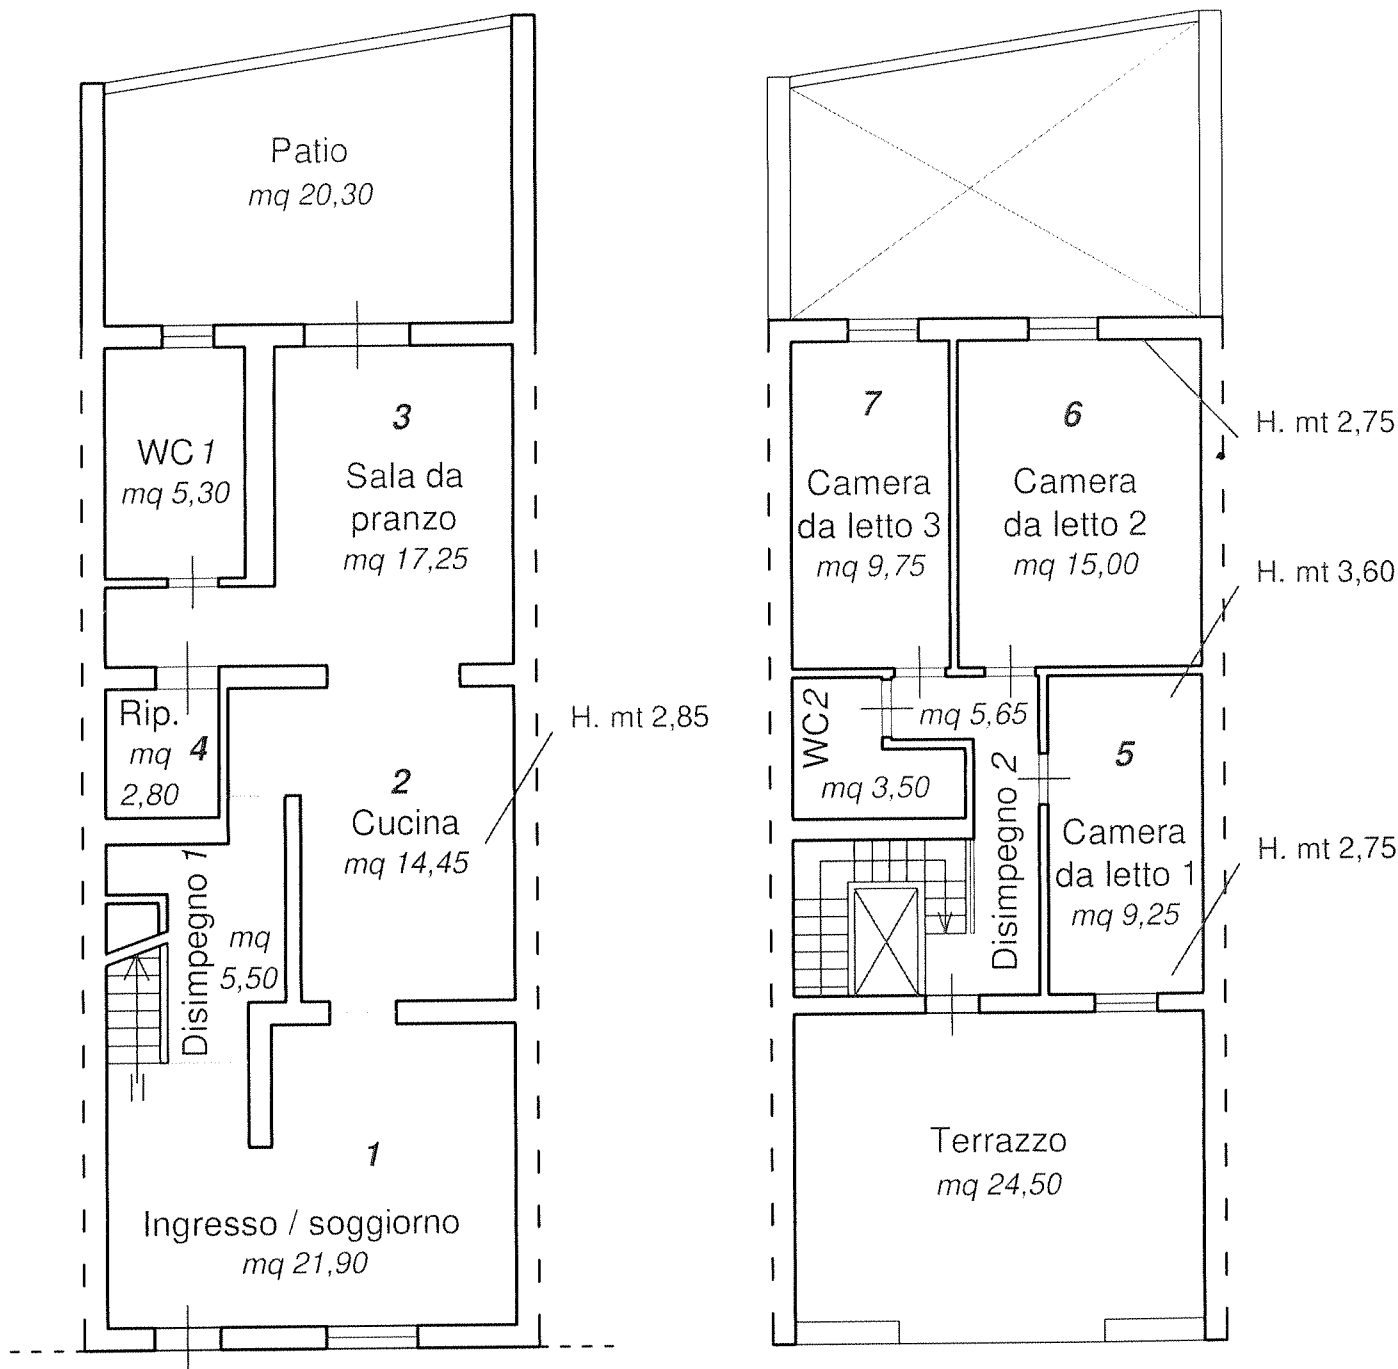 Patio
mq 20,30
3
WC 1
mq 5,30
Sala da
pranzo
mq 17,25
Rip.
mq 4
2,80
H. mt 2,85
2
Cucina
mq 14,45
Disimpegno 1
mq
5,50
1
Ingresso / soggiorno
mq 21,90
7
6
H. mt 2,75
Camera
da letto 3
mq 9,75
Camera
da letto 2
mq 15,00
H. mt 3,60
WC2
mq 3,50
mq 5,65
Disimpegno 2
5
Camera
da letto 1
mq 9,25
H. mt 2,75
Terrazzo
mq 24,50